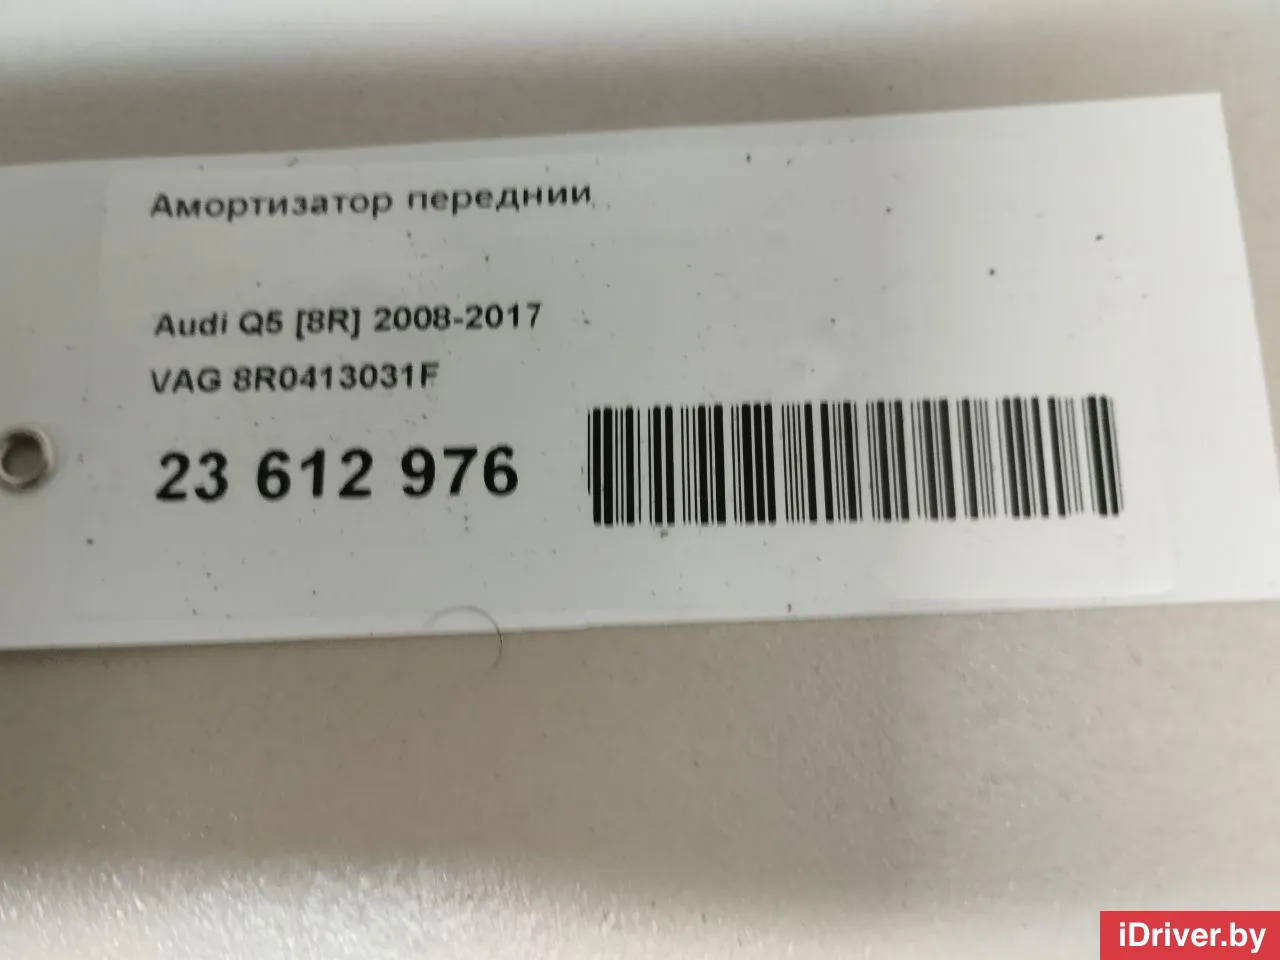 Амортизатор передний
Audi Q5 [8R] 2008-2017
VAG 8R0413031F
23 612 976
iDriver.by